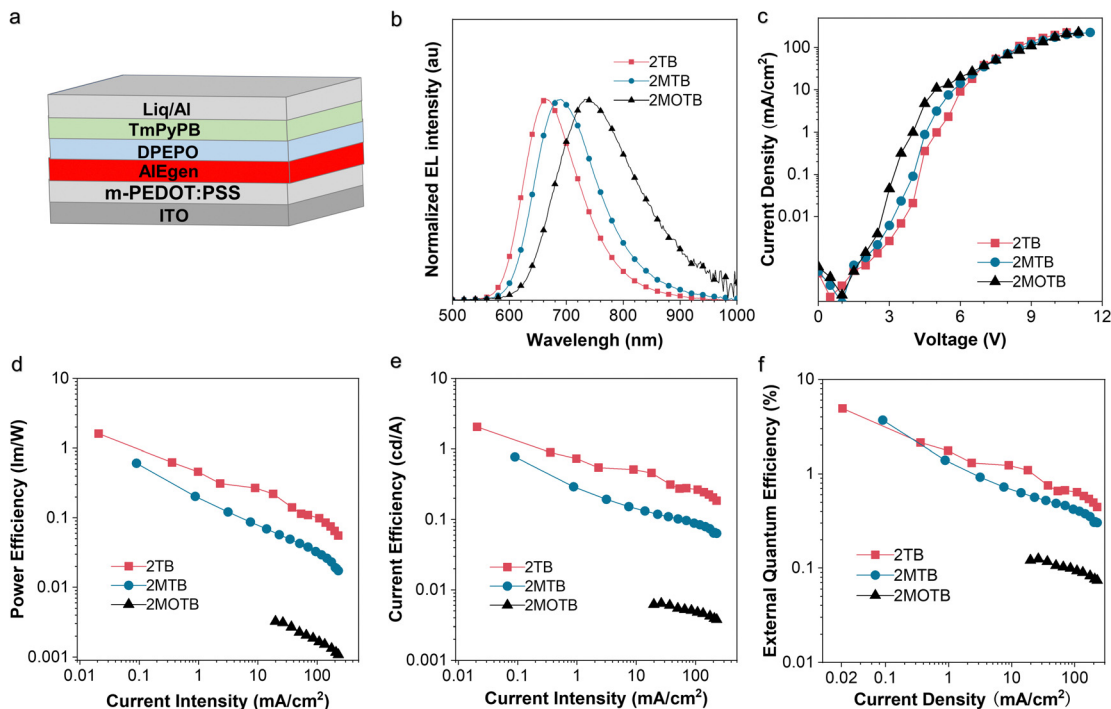 a
Liq/Al
TmPyPB
DPEPO
AIEgen
m-PEDOT:PSS
ITO
b
Normalized EL intensity (au)
2TB
2MTB
2MOTB
500 600 700 800 900 1000
Wavelengh (nm)
c
Current Density (mA/cm²)
100
10
1
0.1
0.01
2TB
2MTB
2MOTB
0 3 6 9 12
Voltage (V)
d
Power Efficiency (lm/W)
10
1
0.1
0.01
0.001
2TB
2MTB
2MOTB
0.01 0.1 1 10 100
Current Intensity (mA/cm²)
e
Current Efficiency (cd/A)
10
1
0.1
0.01
0.001
2TB
2MTB
2MOTB
0.01 0.1 1 10 100
Current Intensity (mA/cm²)
f
External Quantum Efficiency (%)
10
1
0.1
0.01
2TB
2MTB
2MOTB
0.02 0.1 1 10 100
Current Density（mA/cm²）